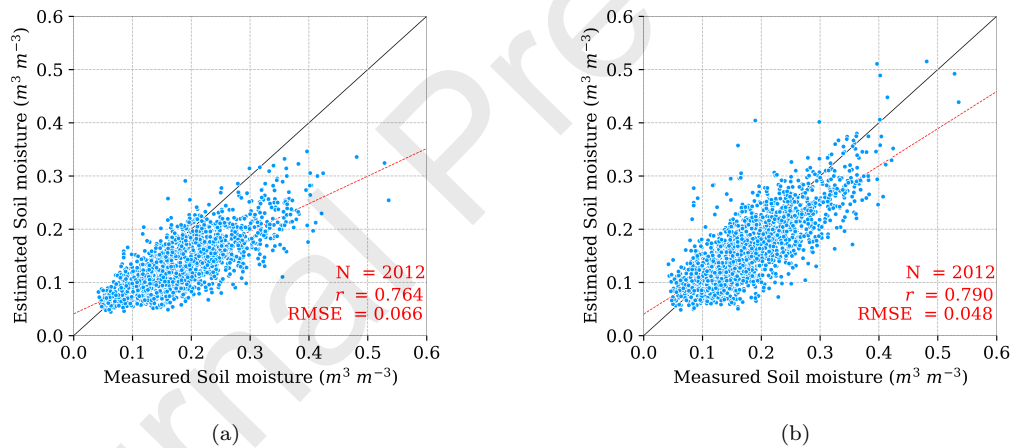 0.6
0.5
0.4
0.3
0.2
0.1
0.0
Estimated Soil moisture (m³ m⁻³)
N = 2012
r = 0.764
RMSE = 0.066
0.0 0.1 0.2 0.3 0.4 0.5 0.6
Measured Soil moisture (m³ m⁻³)
(a)
0.6
0.5
0.4
0.3
0.2
0.1
0.0
Estimated Soil moisture (m³ m⁻³)
N = 2012
r = 0.790
RMSE = 0.048
0.0 0.1 0.2 0.3 0.4 0.5 0.6
Measured Soil moisture (m³ m⁻³)
(b)
rnal Pre